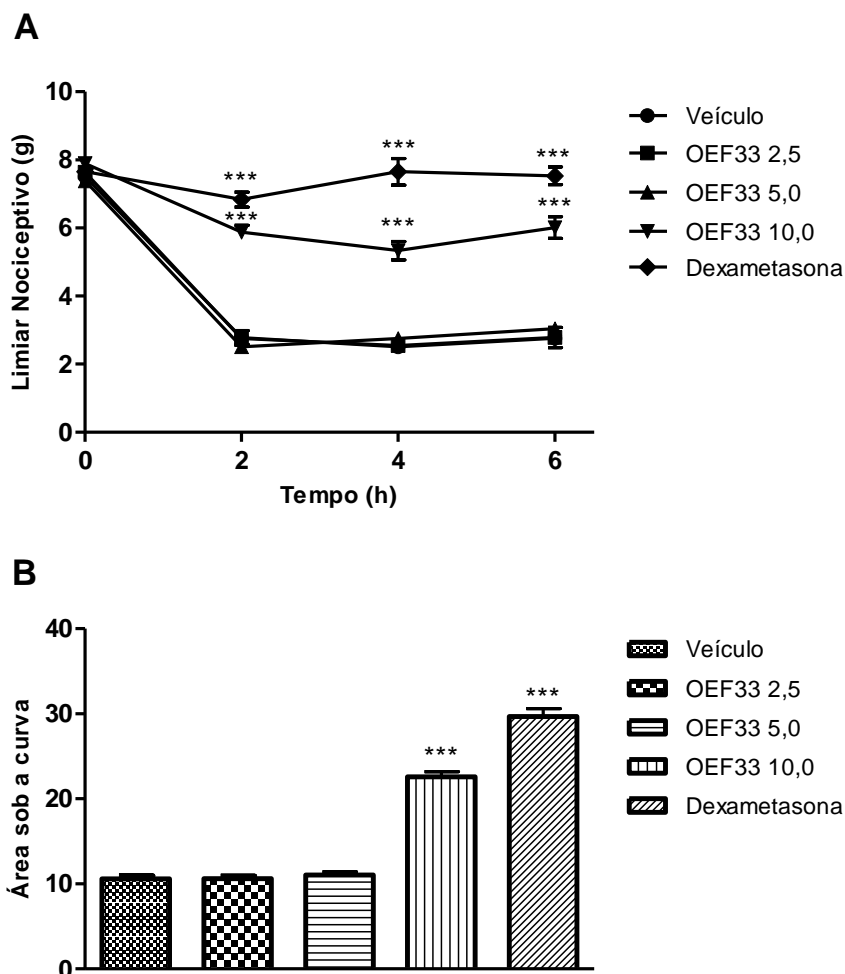 A
10
8
6
4
2
0
Limiar Nociceptivo (g)
***
***
***
***
***
***
0 2 4 6
Tempo (h)
Veículo
OEF33 2,5
OEF33 5,0
OEF33 10,0
Dexametasona
B
40
30
20
10
0
Área sob a curva
***
***
Veículo
OEF33 2,5
OEF33 5,0
OEF33 10,0
Dexametasona